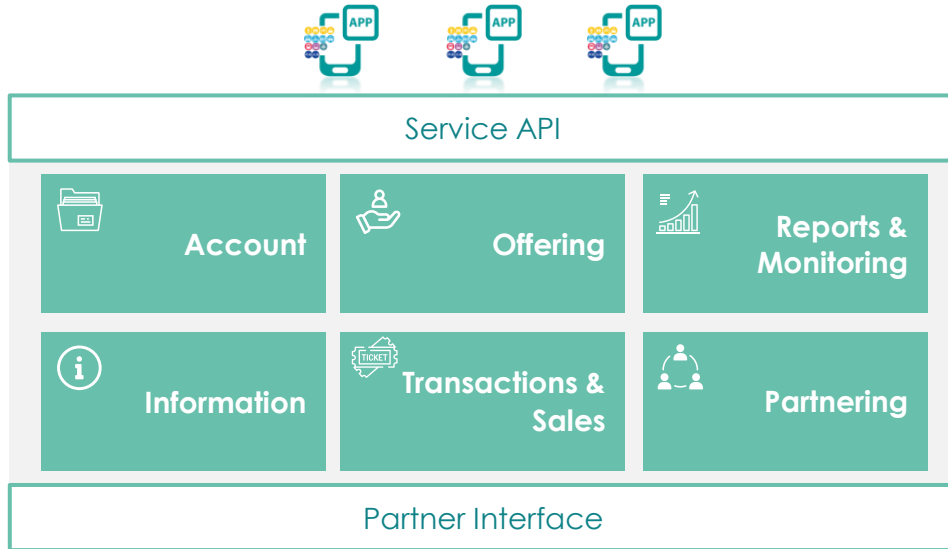 APP
APP
APP
Service API
Account
Offering
Reports &
Monitoring
Information
TICKET
Transactions &
Sales
Partnering
Partner Interface